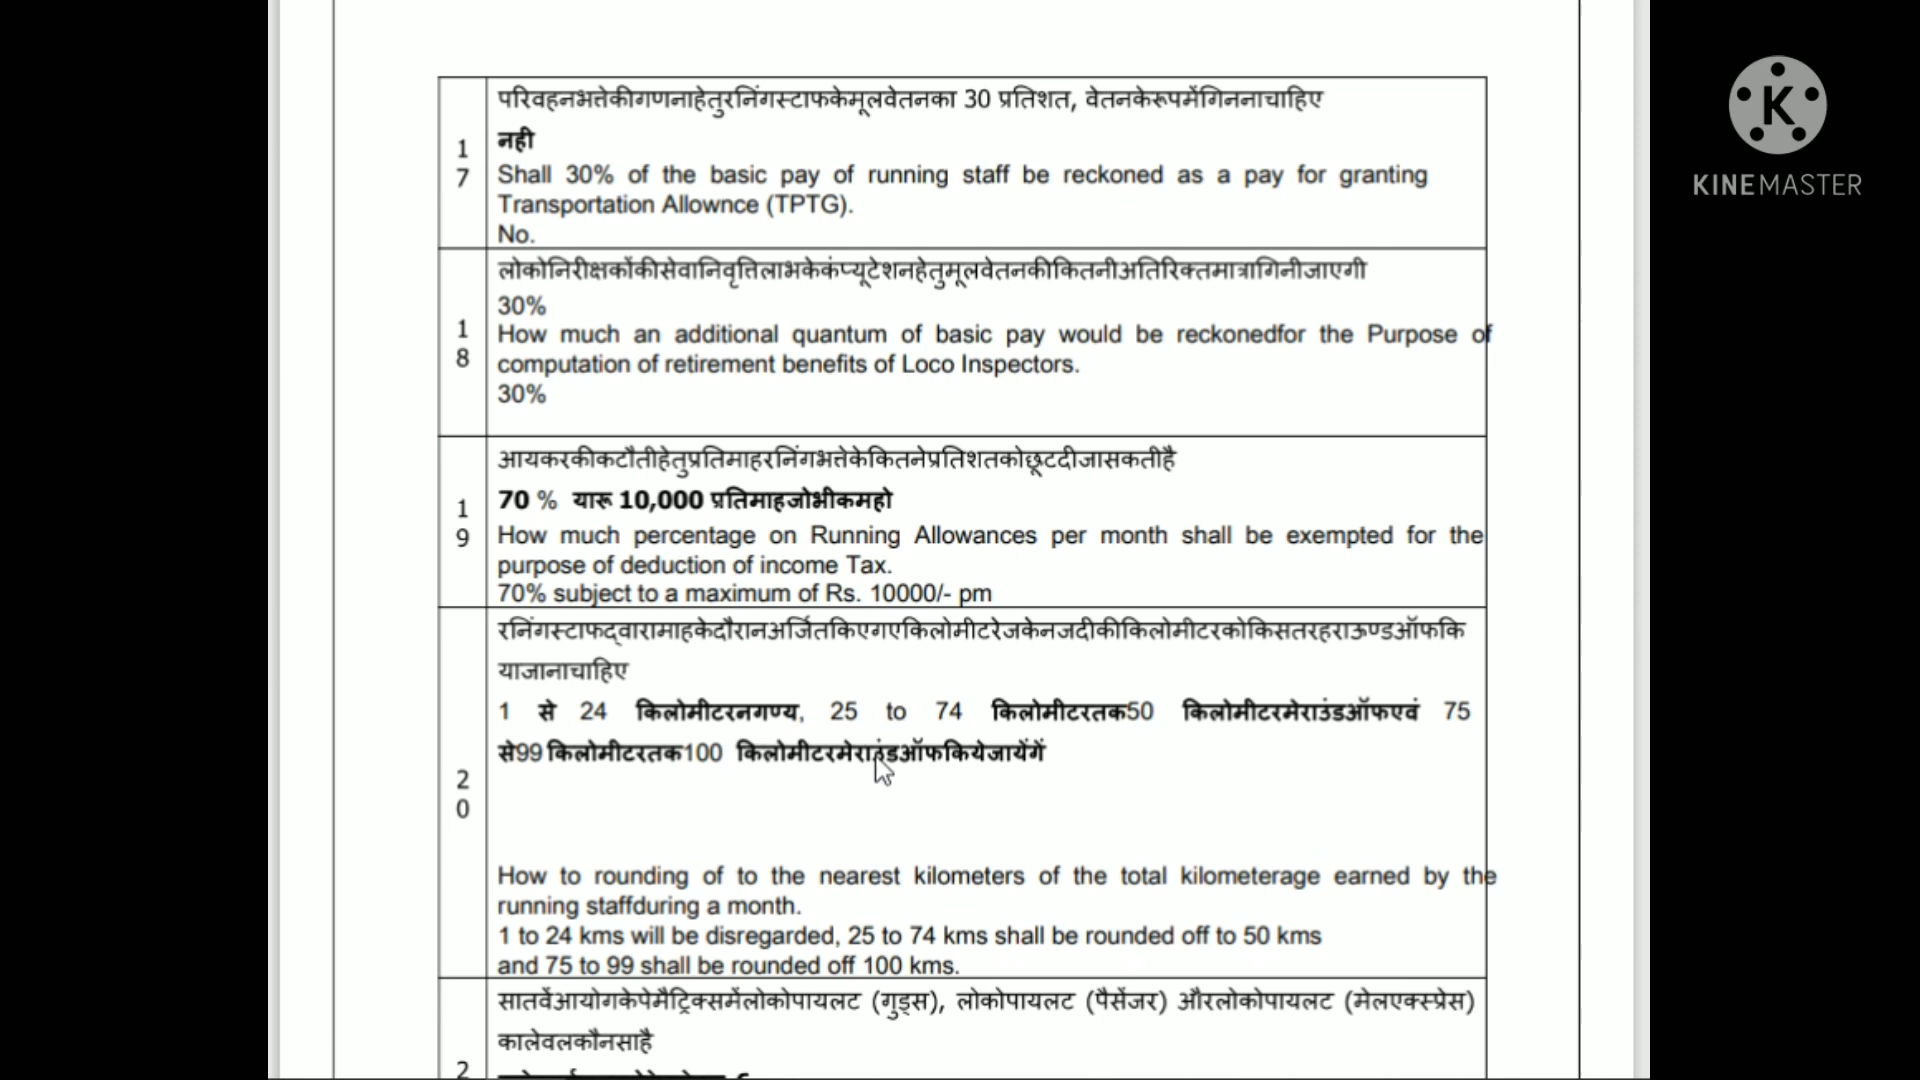 K
KINEMASTER
1
7
परिवहनभत्तेकीगणनाहेतुरनिंगस्टाफकेमूलवेतनका 30 प्रतिशत, वेतनकेरूपमेंगिननाचाहिए
नही
Shall 30% of the basic pay of running staff be reckoned as a pay for granting
Transportation Allownce (TPTG).
No.
1
8
लोकोनिरीक्षकोंकीसेवानिवृत्तिलाभकेकंप्यूटेशनहेतुमूलवेतनकीकितनीअतिरिक्तमात्रागिनीजाएगी
30%
How much an additional quantum of basic pay would be reckonedfor the Purpose of
computation of retirement benefits of Loco Inspectors.
30%
1
9
आयकरकीकटौतीहेतुप्रतिमाहरनिंगभत्तेकेकितनेप्रतिशतकोछूटदीजासकतीहै
70 % यारू 10,000 प्रतिमाहजोभीकमहो
How much percentage on Running Allowances per month shall be exempted for the
purpose of deduction of income Tax.
70% subject to a maximum of Rs. 10000/- pm
2
0
रनिंगस्टाफद्वारामाहकेदौरानअर्जितकिएगएकिलोमीटरेजकेनजदीकीकिलोमीटरकोकिसतरहराऊण्डऑफकि
याजानाचाहिए
1 से 24 किलोमीटरनगण्य, 25 to 74 किलोमीटरतक50 किलोमीटरमेराउंडऑफएवं 75
से99 किलोमीटरतक100 किलोमीटरमेराउंडऑफकियेजायेंगें
How to rounding of to the nearest kilometers of the total kilometerage earned by the
running staffduring a month.
1 to 24 kms will be disregarded, 25 to 74 kms shall be rounded off to 50 kms
and 75 to 99 shall be rounded off 100 kms.
2
सातवेंआयोगकेपेमैट्रिक्समेंलोकोपायलट (गुड्स), लोकोपायलट (पैसेंजर) औरलोकोपायलट (मेलएक्स्प्रेस)
कालेवलकौनसाहै